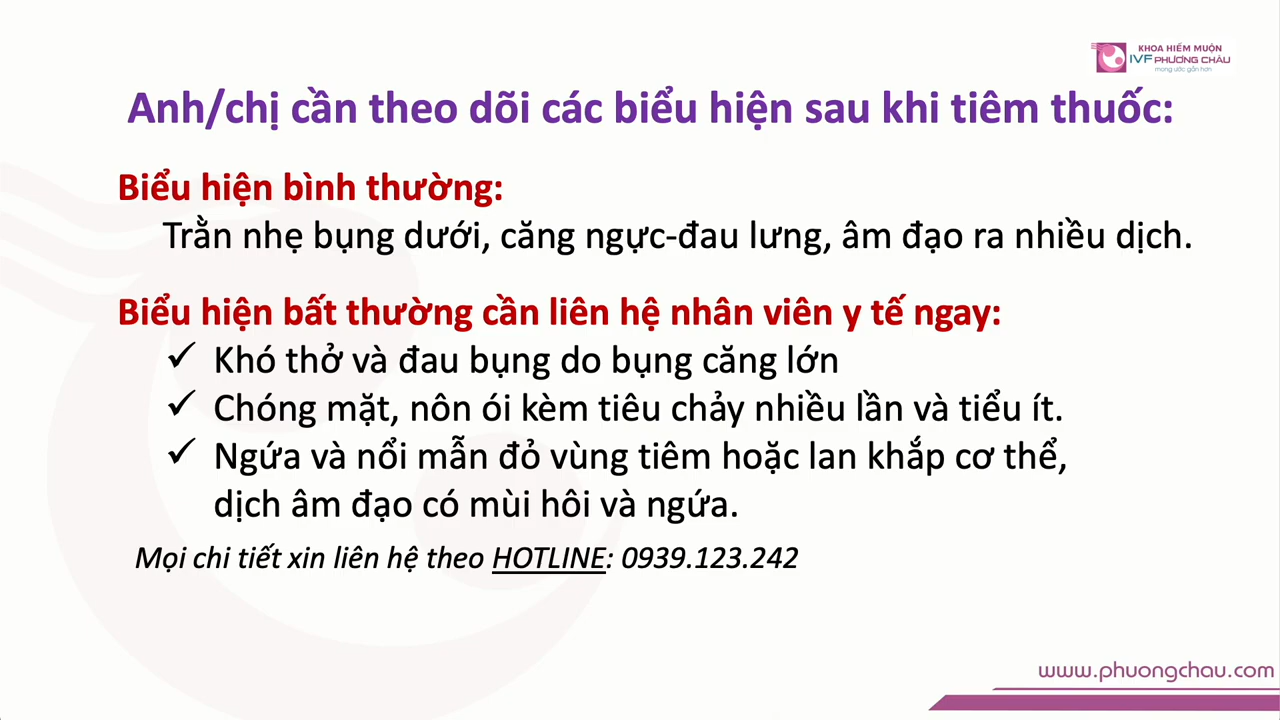 KHOA HIẾM MUỘN
IVF PHƯƠNG CHÂU
mong ước gần hơn
Anh/chị cần theo dõi các biểu hiện sau khi tiêm thuốc:
Biểu hiện bình thường:
Trằn nhẹ bụng dưới, căng ngực-đau lưng, âm đạo ra nhiều dịch.
Biểu hiện bất thường cần liên hệ nhân viên y tế ngay:
✓ Khó thở và đau bụng do bụng căng lớn
✓ Chóng mặt, nôn ói kèm tiêu chảy nhiều lần và tiểu ít.
✓ Ngứa và nổi mẫn đỏ vùng tiêm hoặc lan khắp cơ thể,
dịch âm đạo có mùi hôi và ngứa.
Mọi chi tiết xin liên hệ theo HOTLINE: 0939.123.242
www.phuongchau.com